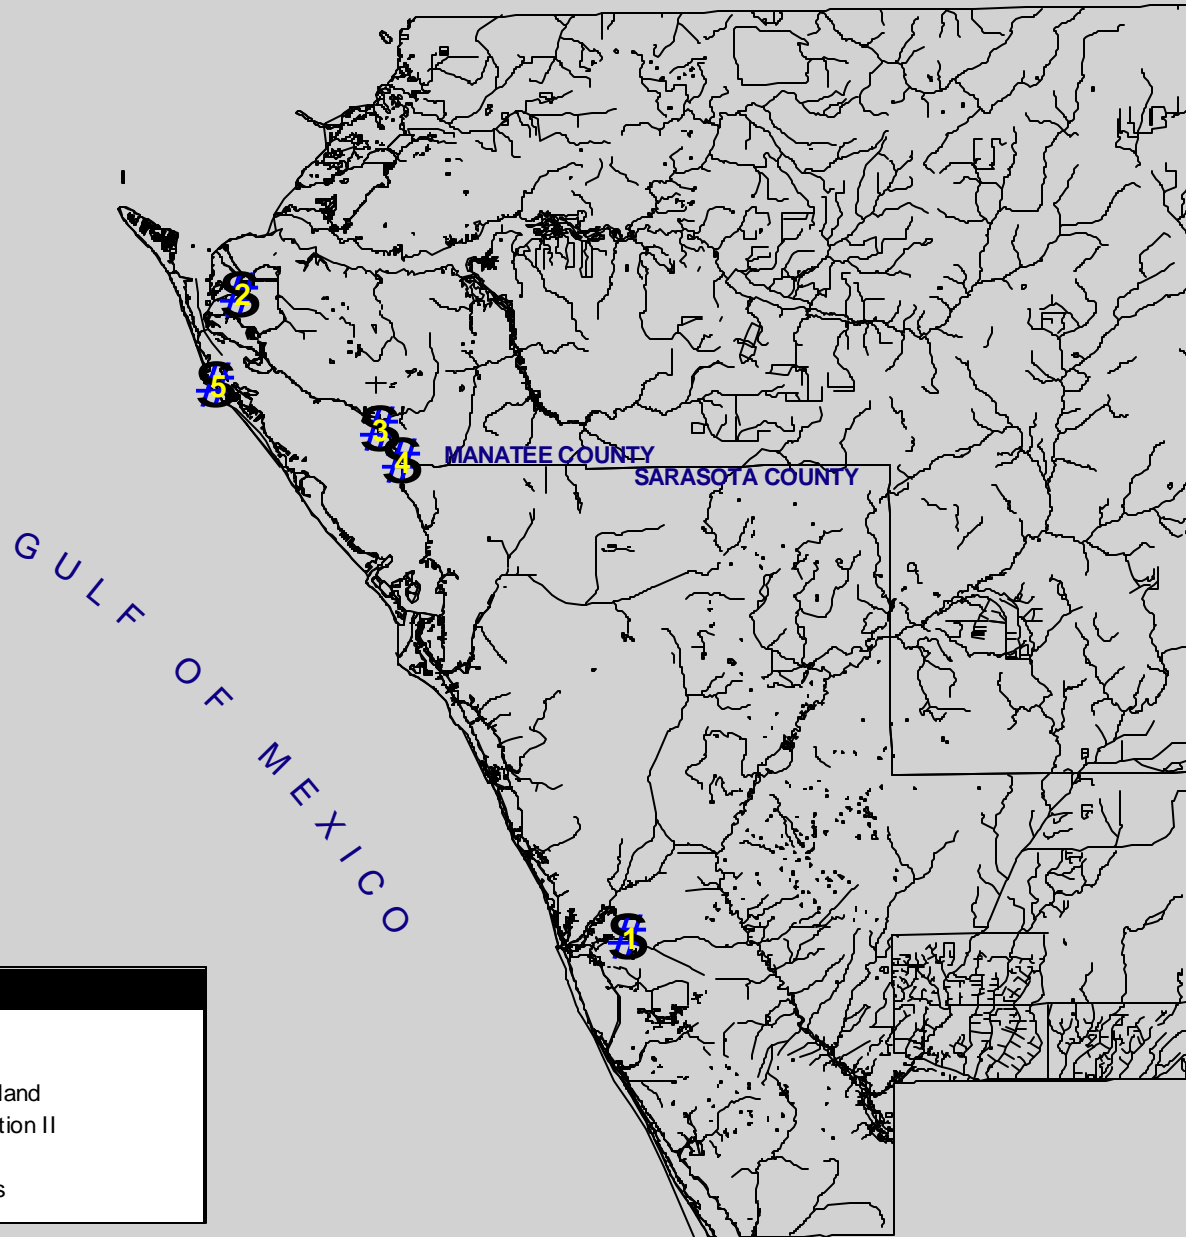 2
5
3
4
MANATEE COUNTY
SARASOTA COUNTY
GULF OF MEXICO
1
land
tion II
s